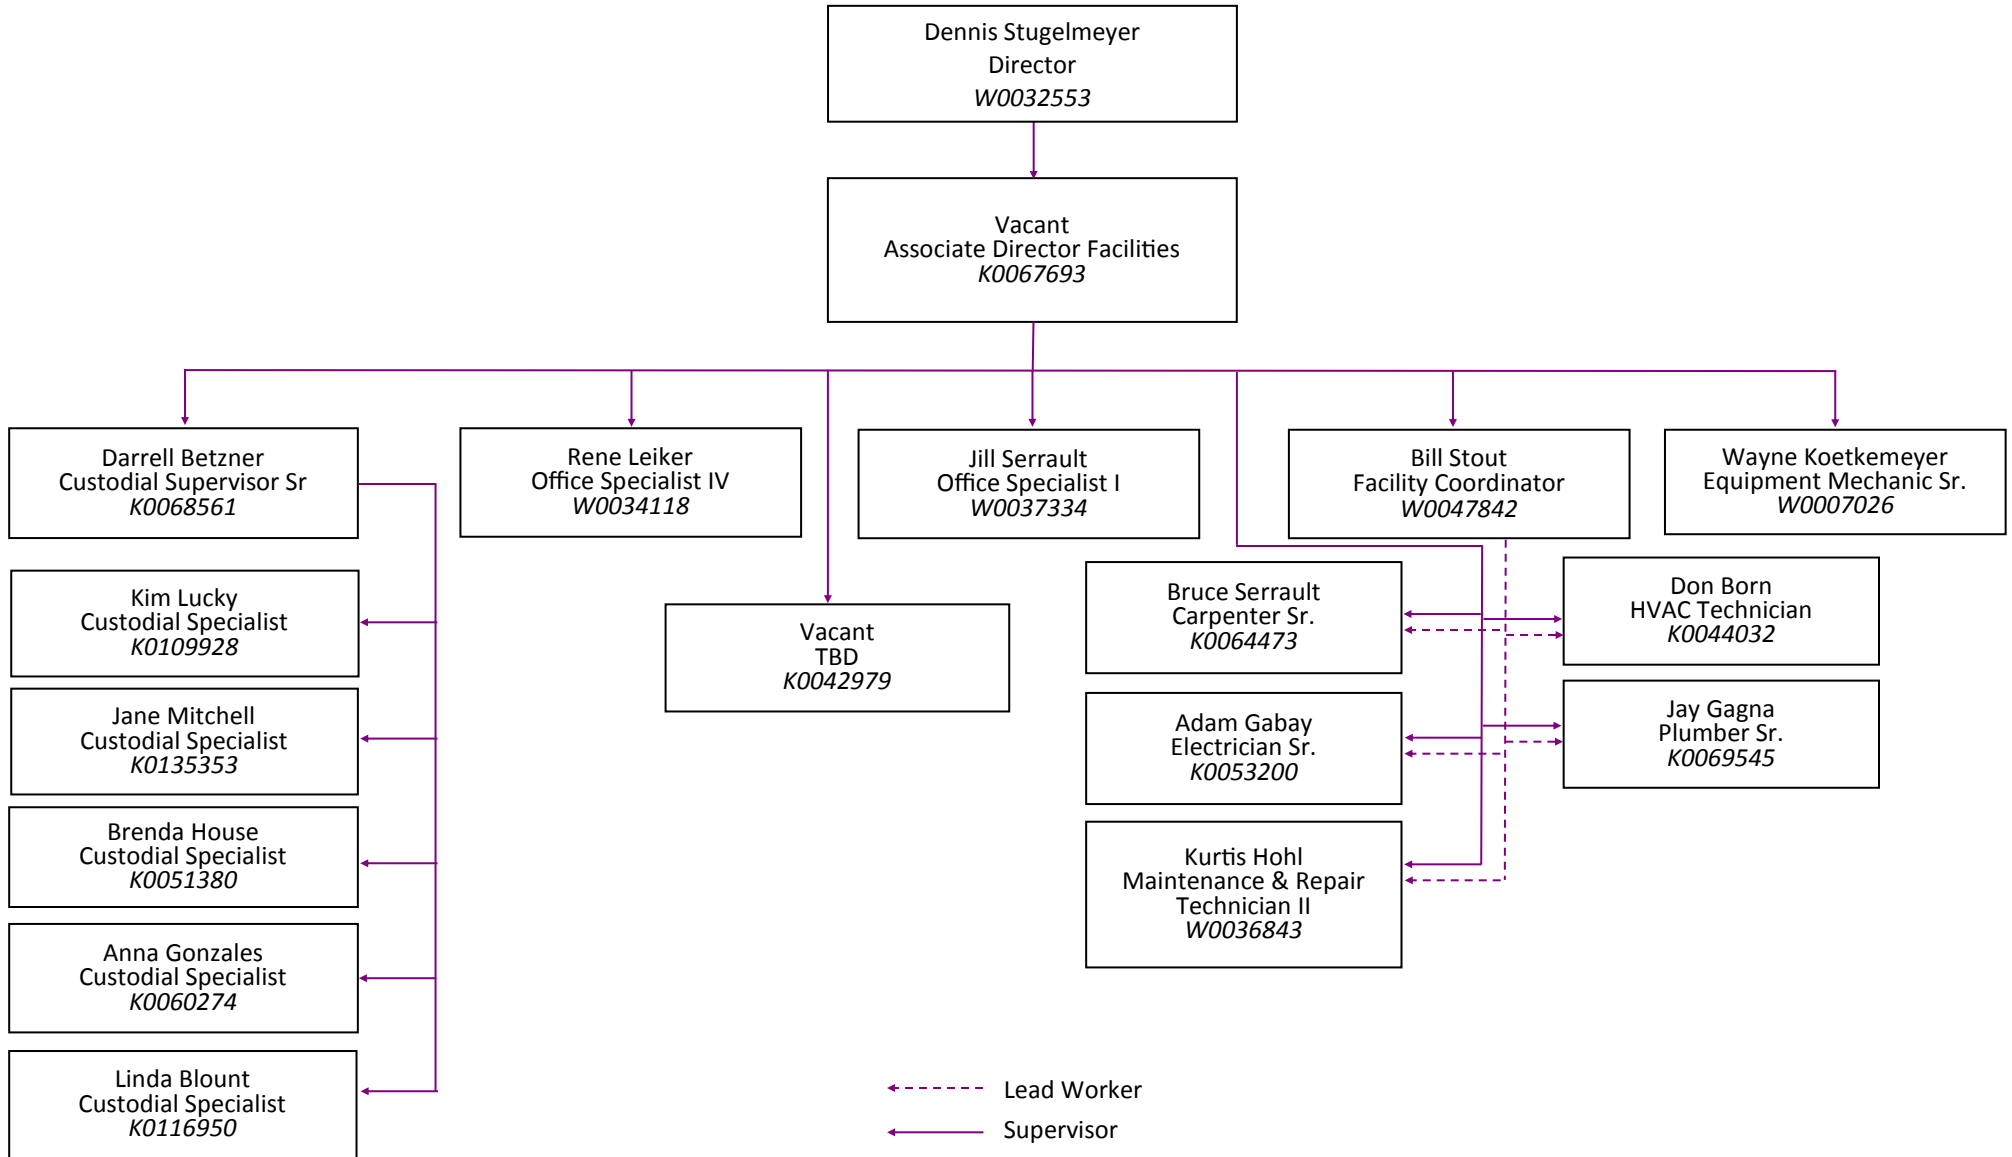 Dennis Stugelmeyer
Director
W0032553
Vacant
Associate Director Facilities
K0067693
Darrell Betzner
Custodial Supervisor Sr
K0068561
Rene Leiker
Office Specialist IV
W0034118
Jill Serrault
Office Specialist I
W0037334
Bill Stout
Facility Coordinator
W0047842
Wayne Koetkemeyer
Equipment Mechanic Sr.
W0007026
Kim Lucky
Custodial Specialist
K0109928
Jane Mitchell
Custodial Specialist
K0135353
Brenda House
Custodial Specialist
K0051380
Anna Gonzales
Custodial Specialist
K0060274
Linda Blount
Custodial Specialist
K0116950
Vacant
TBD
K0042979
Bruce Serrault
Carpenter Sr.
K0064473
Adam Gabay
Electrician Sr.
K0053200
Kurtis Hohl
Maintenance & Repair
Technician II
W0036843
Don Born
HVAC Technician
K0044032
Jay Gagna
Plumber Sr.
K0069545
Lead Worker
Supervisor